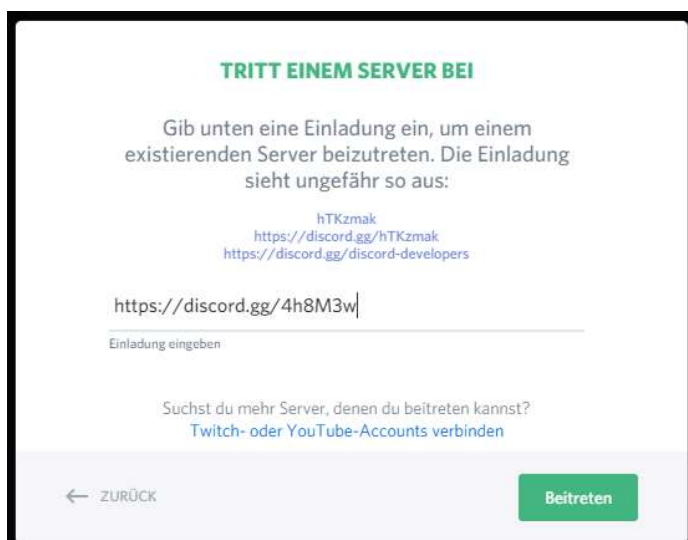 TRITT EINEM SERVER BEI
Gib unten eine Einladung ein, um einem
existierenden Server beizutreten. Die Einladung
sieht ungefähr so aus:
hTKzmak
https://discord.gg/hTKzmak
https://discord.gg/discord-developers
https://discord.gg/4h8M3w
Einladung eingeben
Suchst du mehr Server, denen du beitreten kannst?
Twitch- oder YouTube-Accounts verbinden
← ZURÜCK
Beitreten